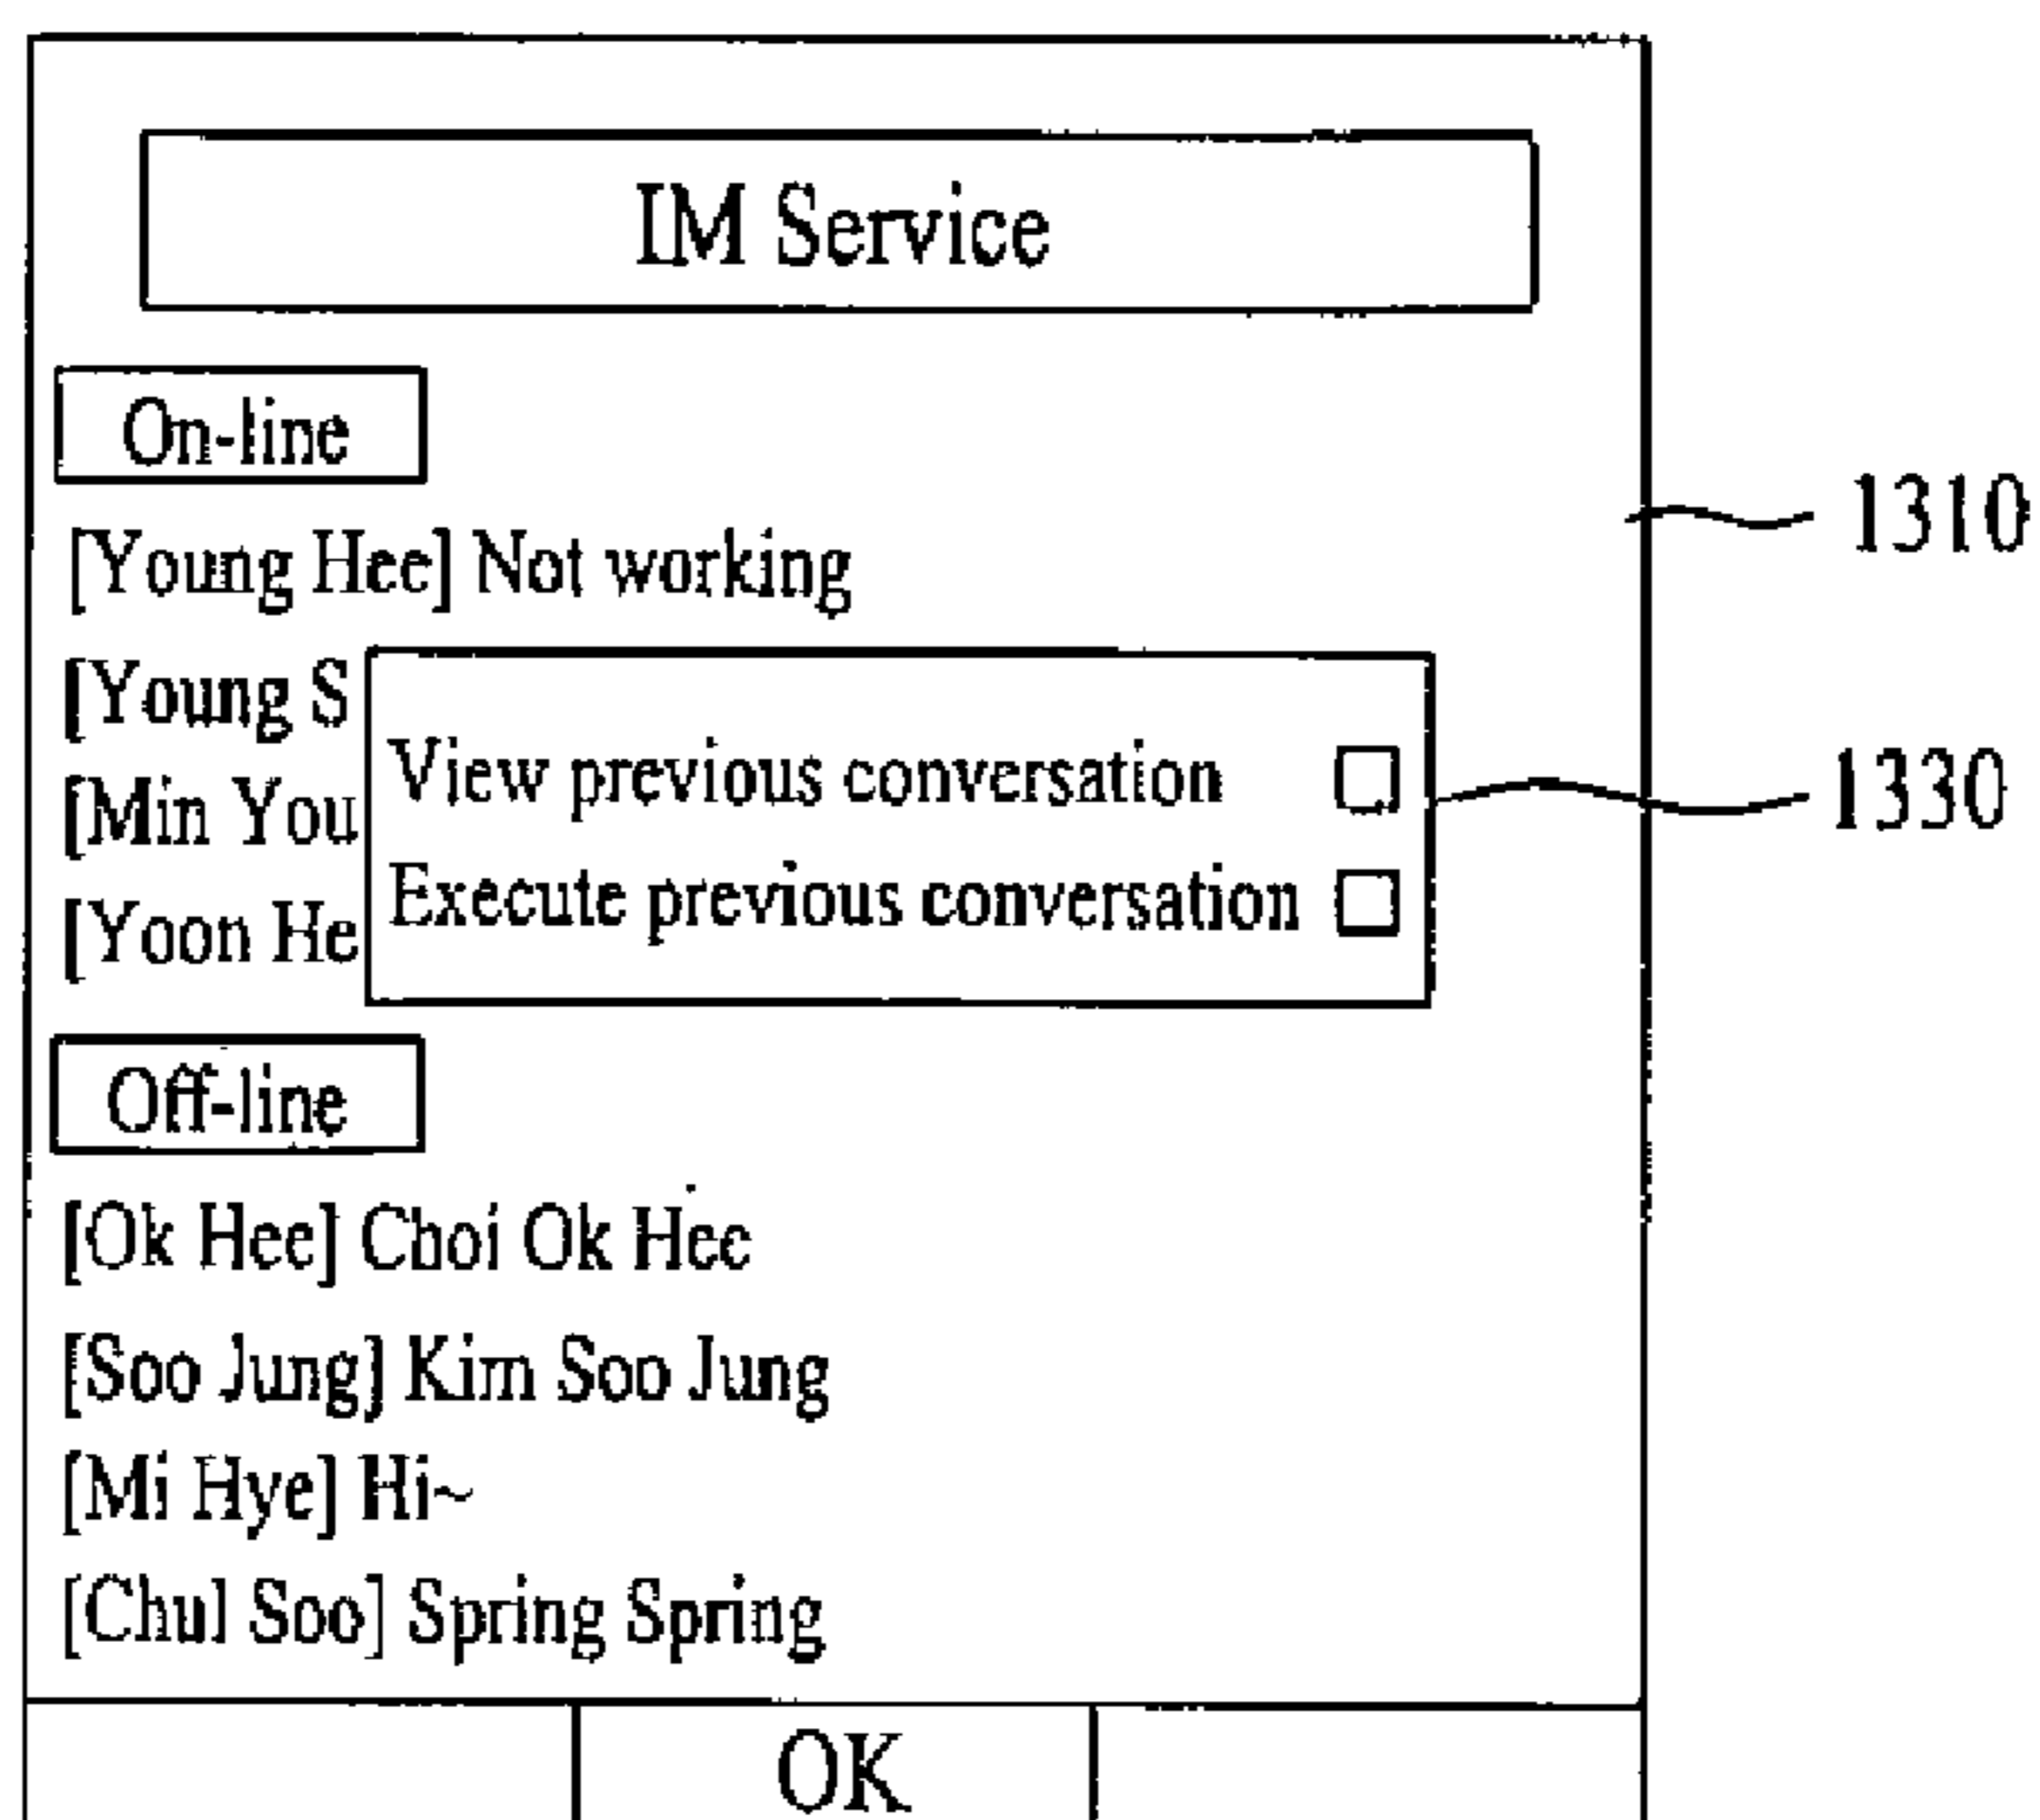 IM Service
On-line
[Young Hee] Not working
1310
[Young S
View previous conversation
1330
[Min You
Execute previous conversation
[Yoon He
Off-line
[Ok Hee] Choi Ok Hee
[Soo Jung] Kim Soo Jung
[Mi Hye] Hi~
[Chul Soo] Spring Spring
OK